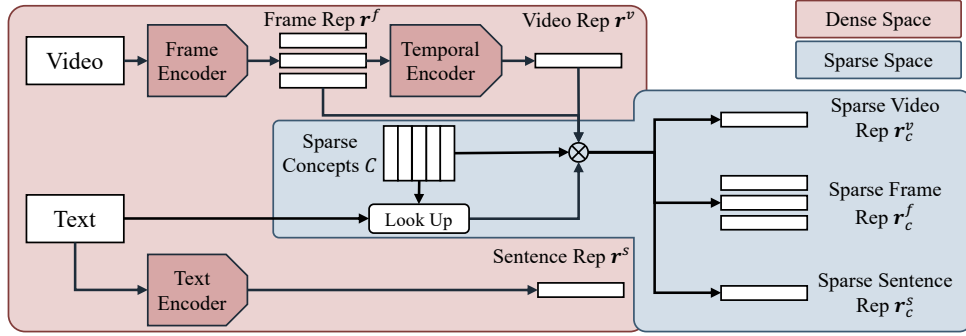 Frame Rep r^f
Video Rep r^v
Dense Space
Sparse Space
Video
Frame
Encoder
Temporal
Encoder
Sparse
Concepts C
Sparse Video
Rep r_c^v
Text
Look Up
Sparse Frame
Rep r_c^f
Text
Encoder
Sentence Rep r^s
Sparse Sentence
Rep r_c^s